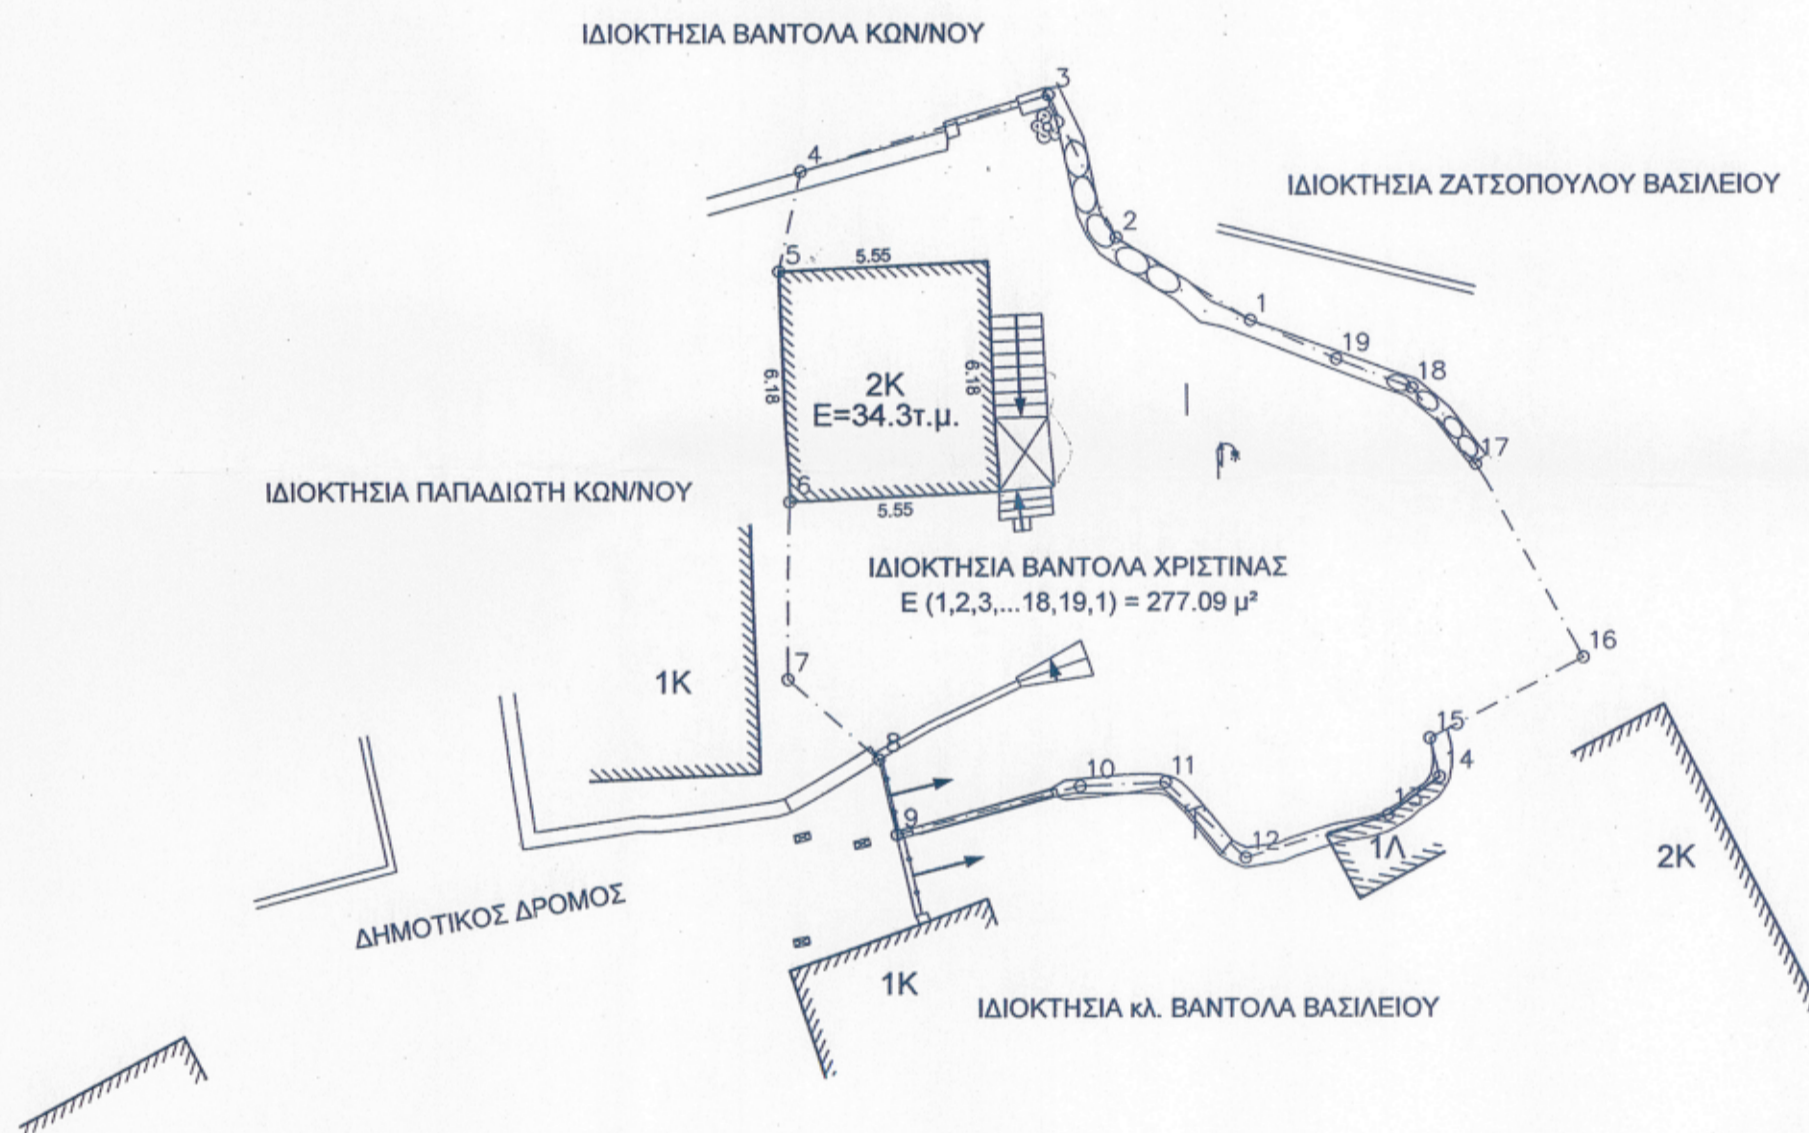 ΙΔΙΟΚΤΗΣΙΑ ΒΑΝΤΟΛΑ ΚΩΝ/ΝΟΥ
3
4
ΙΔΙΟΚΤΗΣΙΑ ΖΑΤΣΟΠΟΥΛΟΥ ΒΑΣΙΛΕΙΟΥ
2
5
5.55
1
19
18
6.18
2Κ
6.18
Ε=34.3τ.μ.
17
ΙΔΙΟΚΤΗΣΙΑ ΠΑΠΑΔΙΩΤΗ ΚΩΝ/ΝΟΥ
6
5.55
ΙΔΙΟΚΤΗΣΙΑ ΒΑΝΤΟΛΑ ΧΡΙΣΤΙΝΑΣ
Ε (1,2,3,...18,19,1) = 277.09 μ²
16
7
1Κ
15
8
14
10
11
13
9
12
1Λ
2Κ
ΔΗΜΟΤΙΚΟΣ ΔΡΟΜΟΣ
1Κ
ΙΔΙΟΚΤΗΣΙΑ κλ. ΒΑΝΤΟΛΑ ΒΑΣΙΛΕΙΟΥ